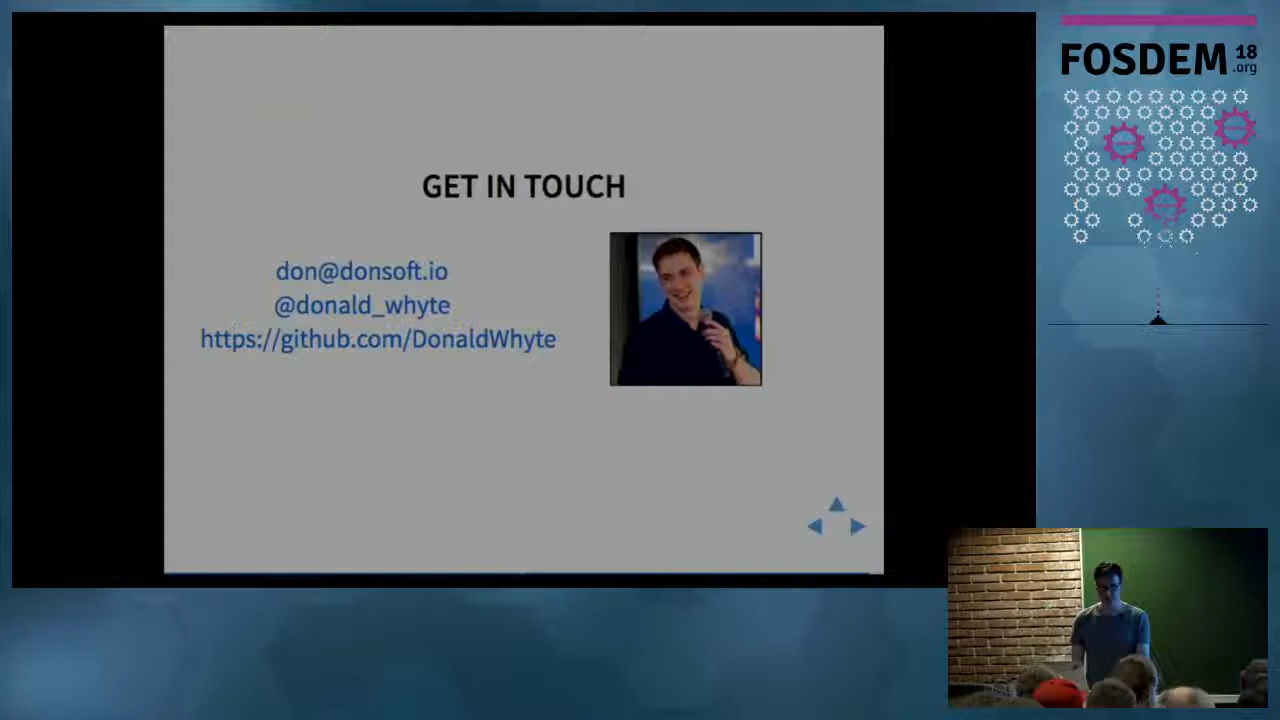 GET IN TOUCH
don@donsoft.io
@donald_whyte
https://github.com/DonaldWhyte
FOSDEM 18
.org